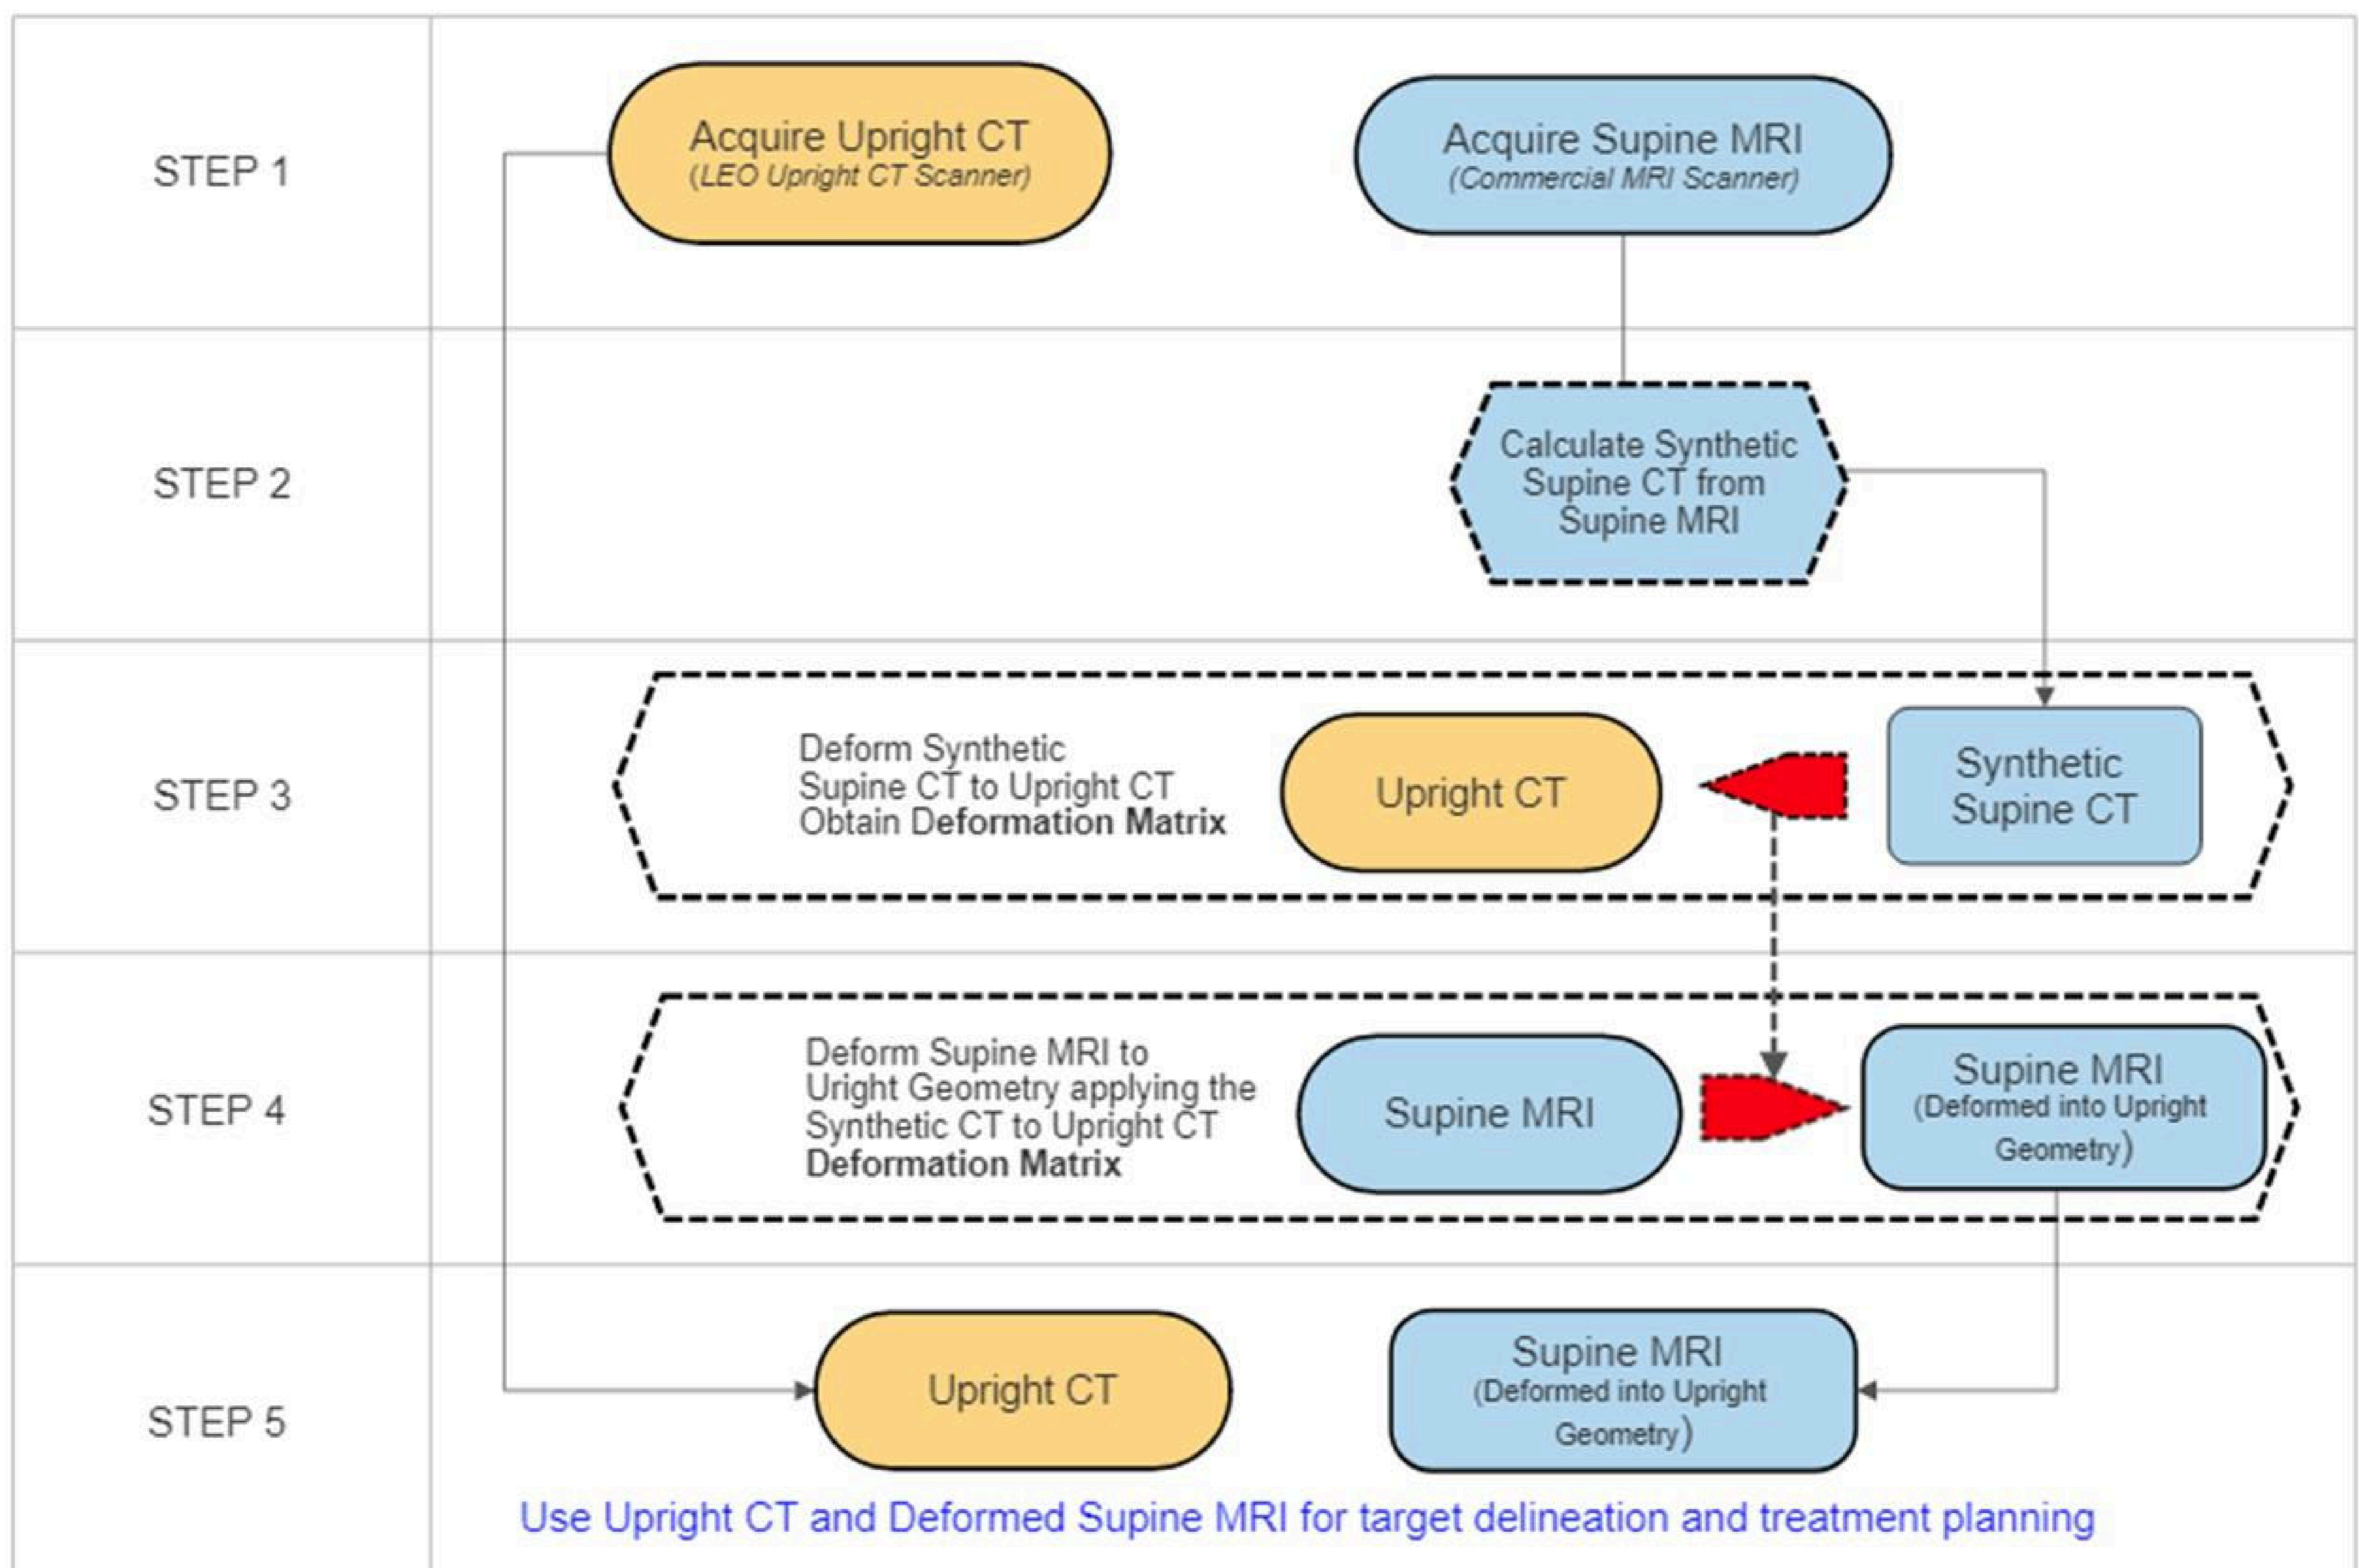 STEP 1
Acquire Upright CT
(LEO Upright CT Scanner)
Acquire Supine MRI
(Commercial MRI Scanner)
STEP 2
Calculate Synthetic
Supine CT from
Supine MRI
STEP 3
Deform Synthetic
Supine CT to Upright CT
Obtain Deformation Matrix
Upright CT
Synthetic
Supine CT
STEP 4
Deform Supine MRI to
Uright Geometry applying the
Synthetic CT to Upright CT
Deformation Matrix
Supine MRI
Supine MRI
(Deformed into Upright
Geometry)
STEP 5
Upright CT
Supine MRI
(Deformed into Upright
Geometry)
Use Upright CT and Deformed Supine MRI for target delineation and treatment planning